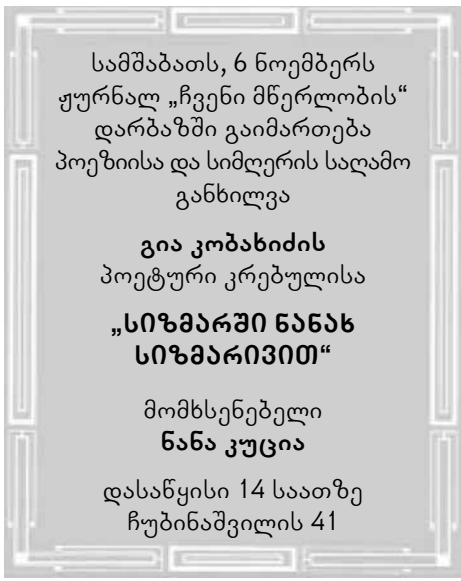 სამშაბათს, 6 ნოემბერს
ჟურნალ „ჩვენი მწერლობის“
დარბაზში გაიმართება
პოეზიისა და სიმღერის საღამო
განხილვა
გია კობახიძის
პოეტური კრებულისა
„სიზმარში ნანახ
სიზმარივით“
მომხსენებელი
ნანა კუცია
დასაწყისი 14 საათზე
ჩუბინაშვილის 41